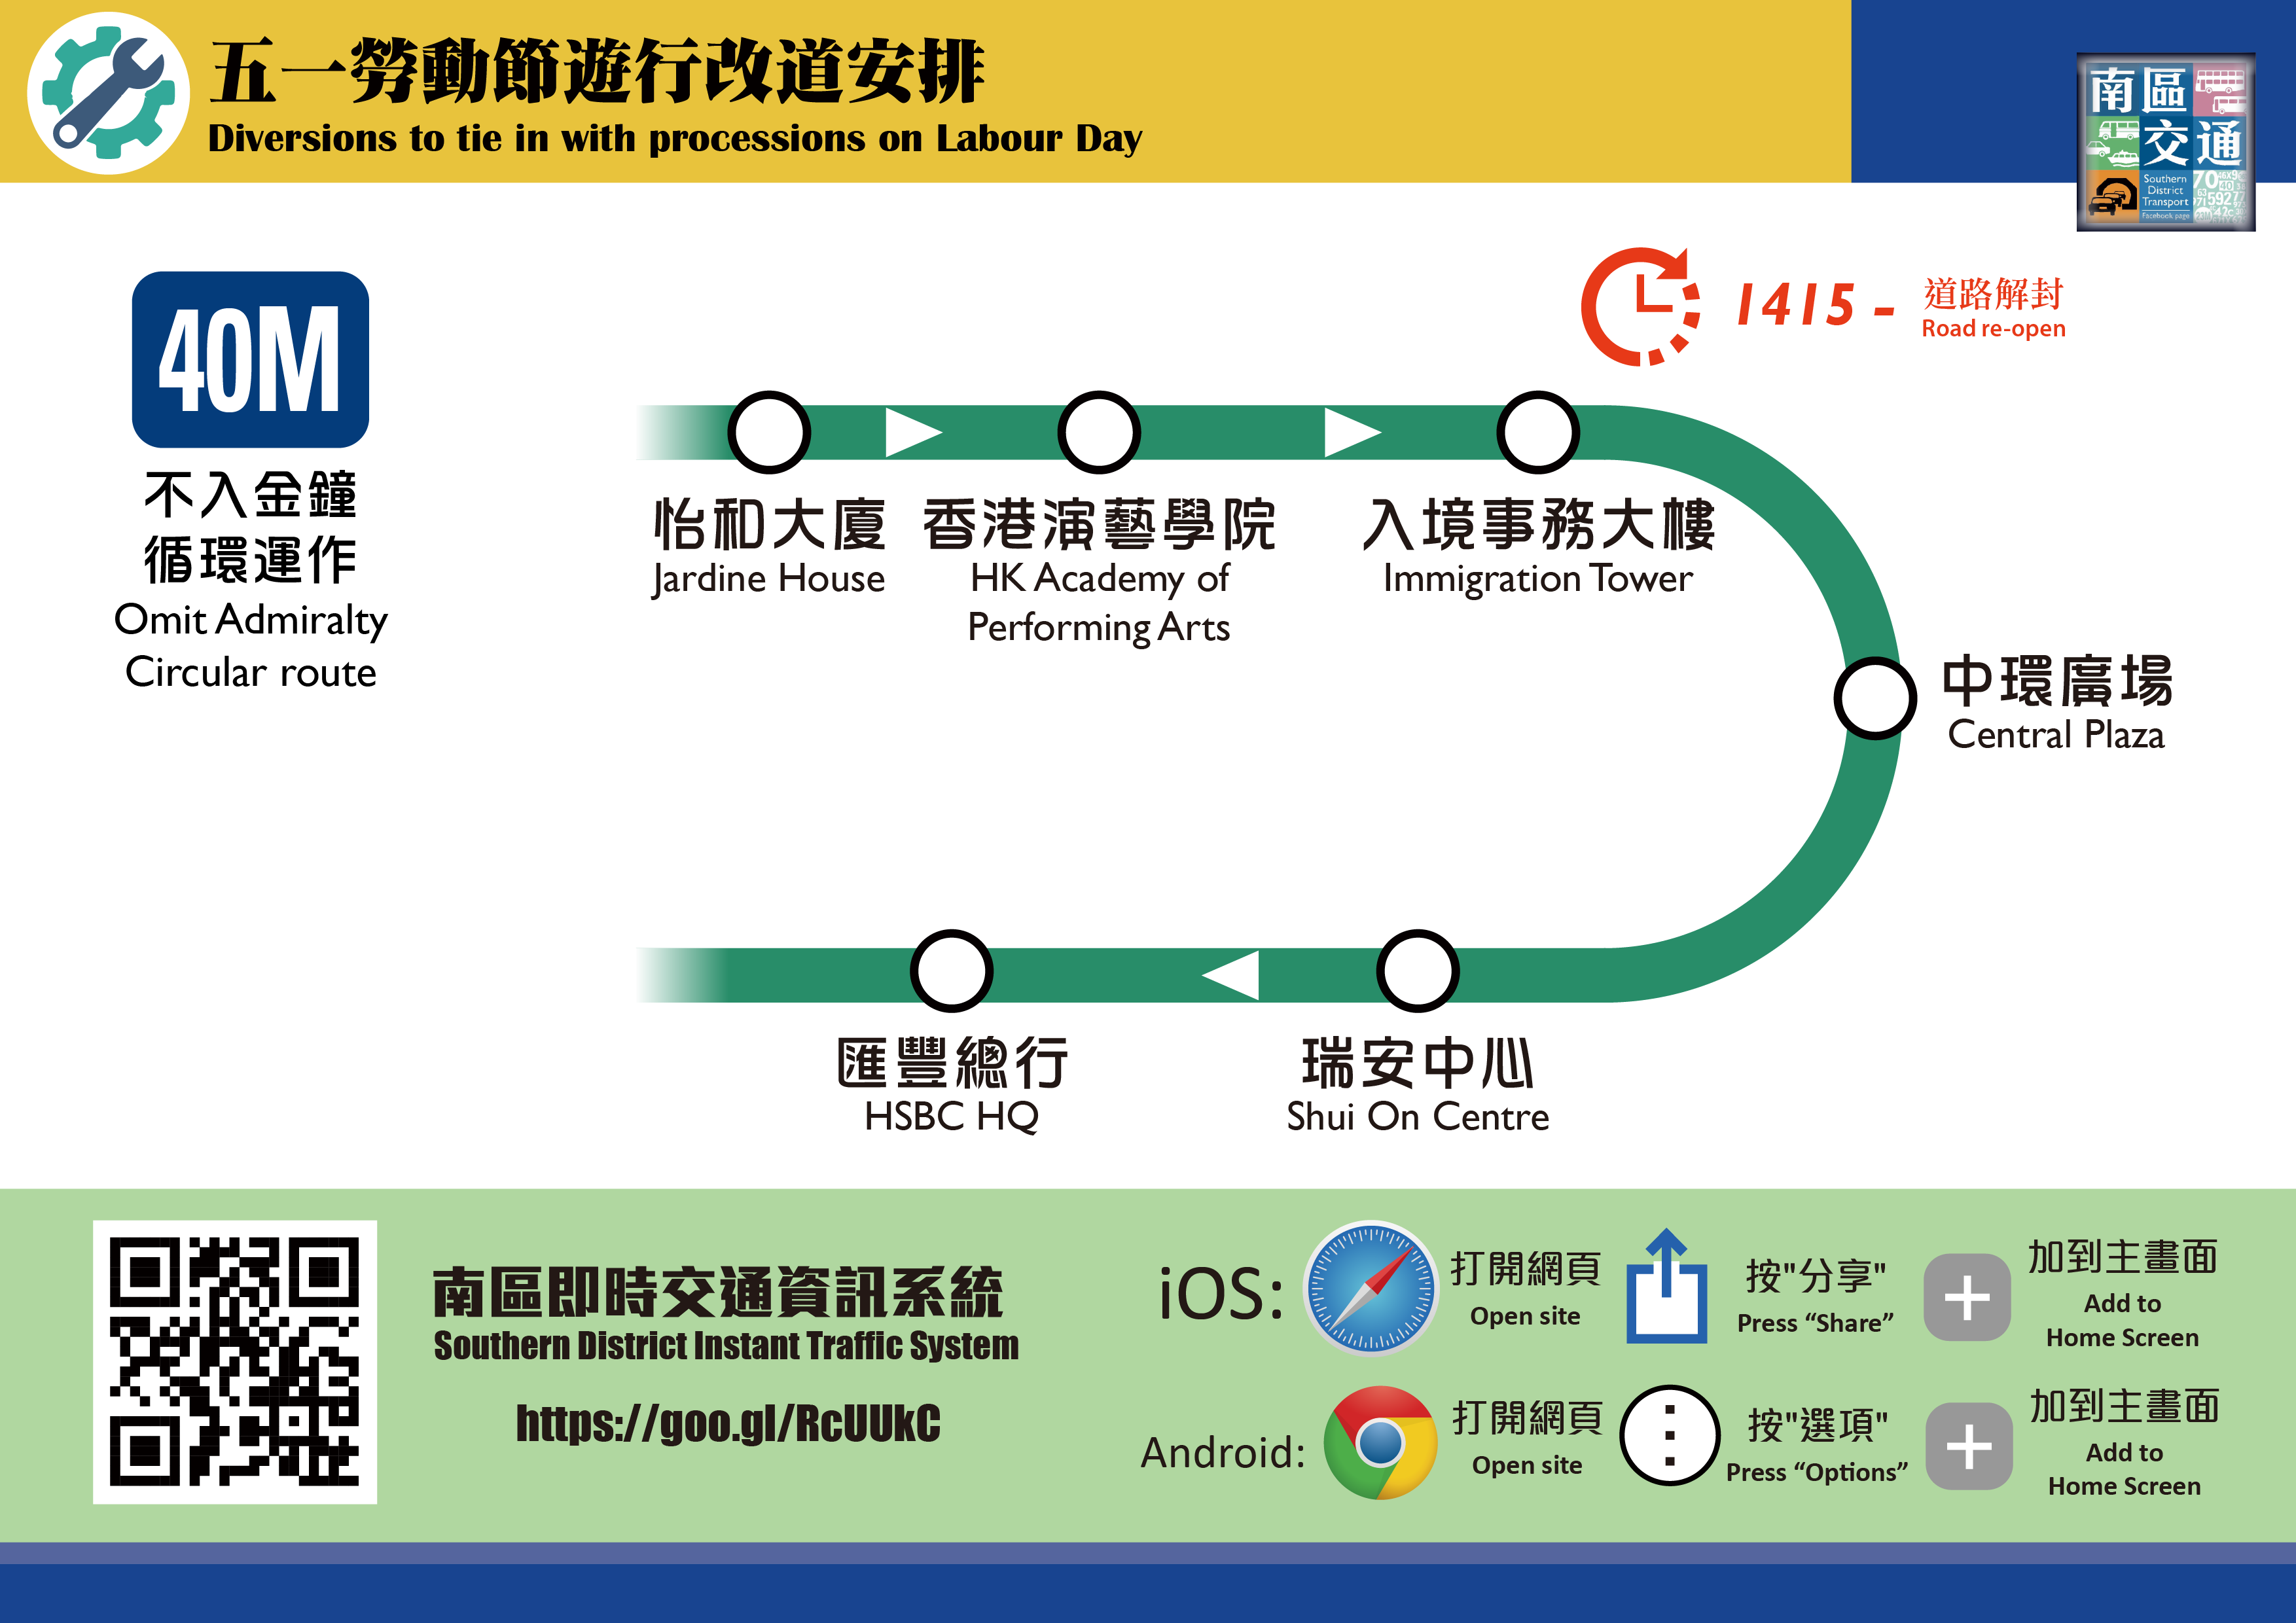 五一勞動節遊行改道安排
Diversions to tie in with processions on Labour Day
南區
交通
Southern
District
Transport
Facebook page
40M
不入金鐘
循環運作
Omit Admiralty
Circular route
1415 -
道路解封
Road re-open
怡和大廈
Jardine House
香港演藝學院
HK Academy of
Performing Arts
入境事務大樓
Immigration Tower
中環廣場
Central Plaza
匯豐總行
HSBC HQ
瑞安中心
Shui On Centre
南區即時交通資訊系統
Southern District Instant Traffic System
https://goo.gl/RcUUkC
iOS:
打開網頁
Open site
按"分享"
Press “Share”
加到主畫面
Add to
Home Screen
Android:
打開網頁
Open site
按"選項"
Press “Options”
加到主畫面
Add to
Home Screen